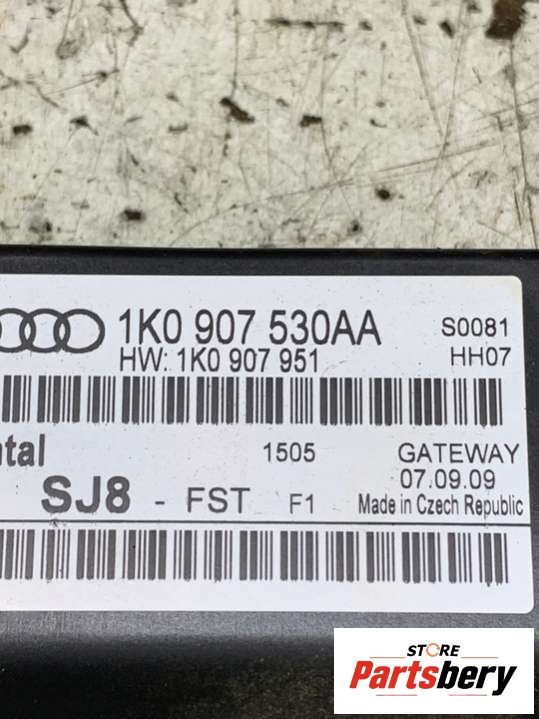 1K0 907 530AA S0081
HW: 1K0 907 951 HH07
ntal 1505 GATEWAY
SJ8 - FST F1 07.09.09
Made in Czech Republic
STORE
Partsbery